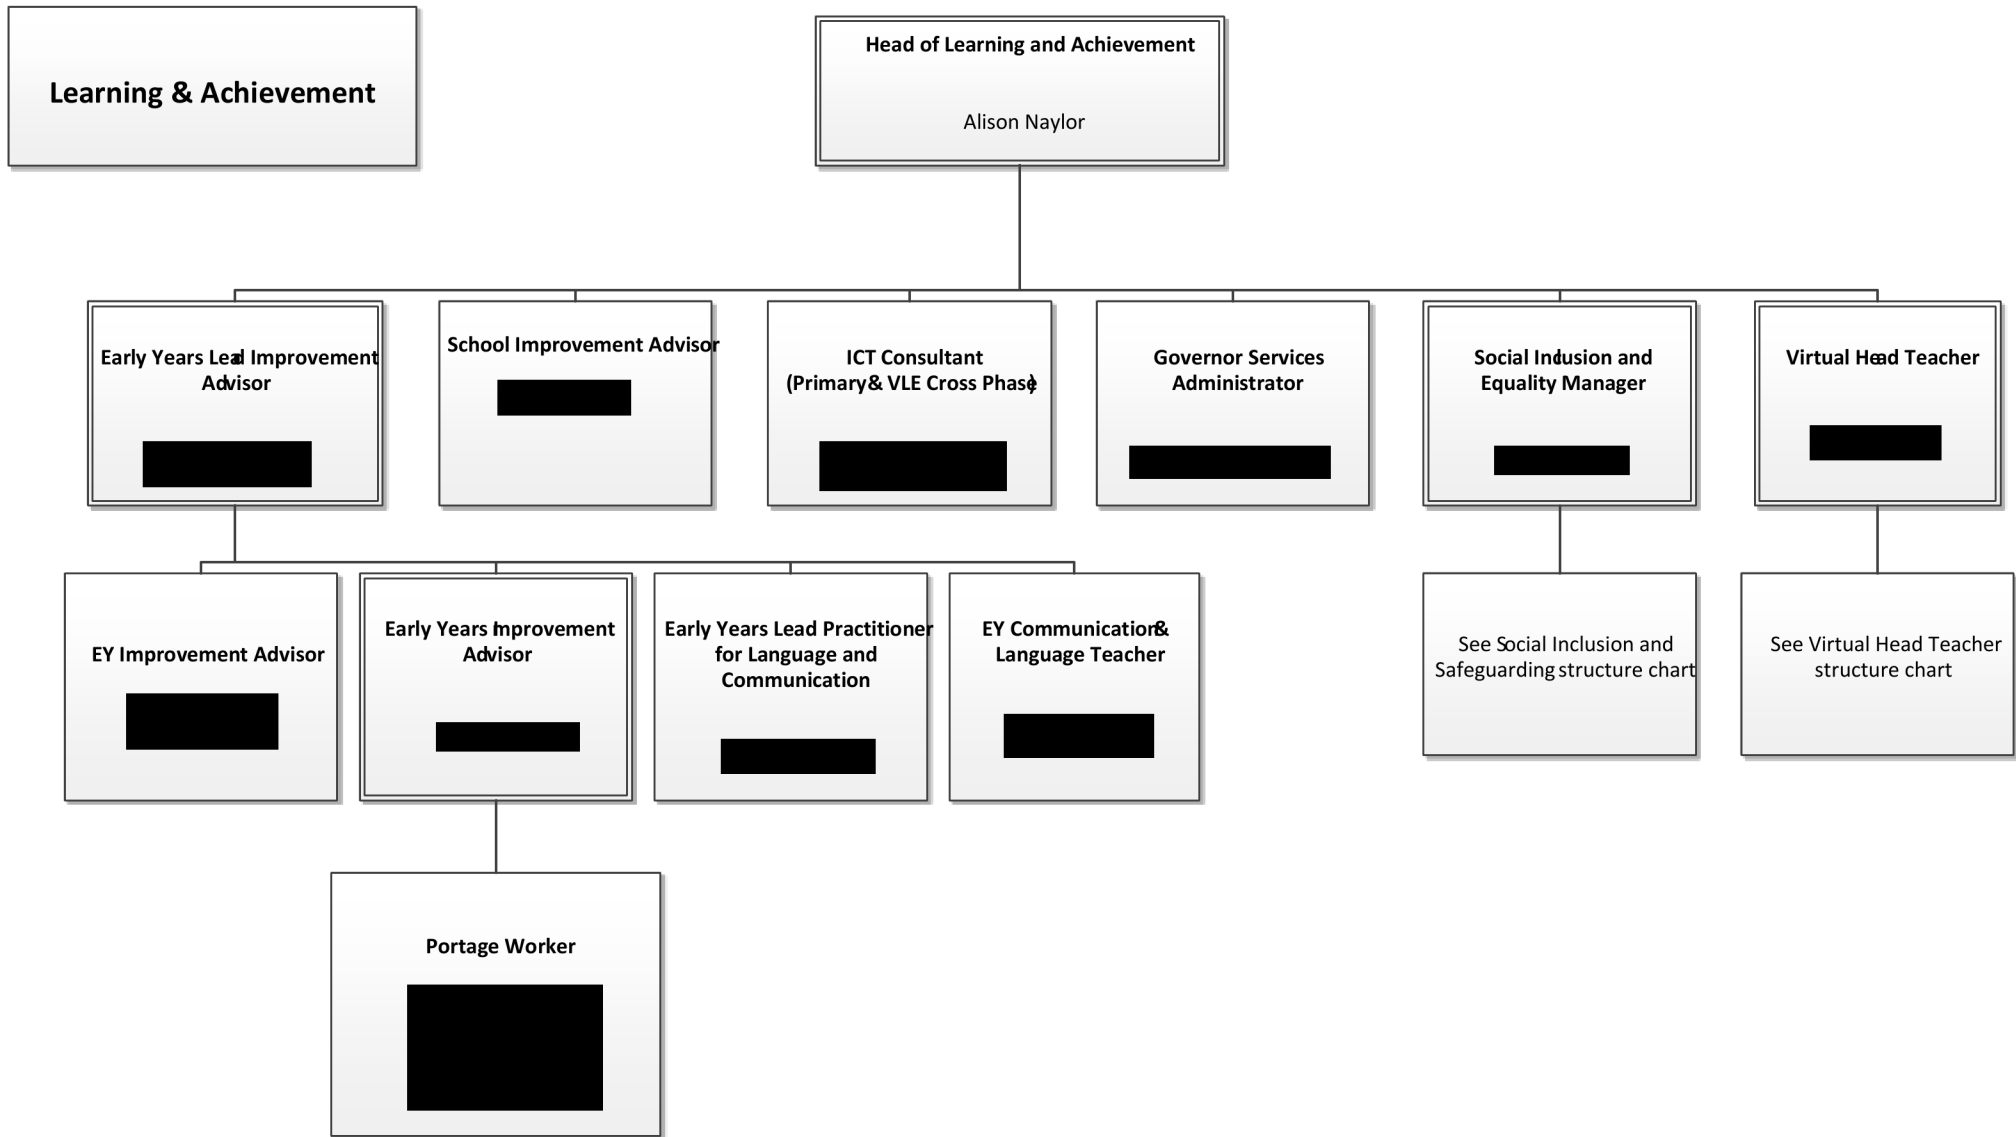 Learning & Achievement
Head of Learning and Achievement
Alison Naylor
Early Years Lead Improvement
Advisor
School Improvement Advisor
ICT Consultant
(Primary & VLE Cross Phase)
Governor Services
Administrator
Social Inclusion and
Equality Manager
Virtual Head Teacher
EY Improvement Advisor
Early Years Improvement
Advisor
Early Years Lead Practitioner
for Language and
Communication
EY Communication &
Language Teacher
See Social Inclusion and
Safeguarding structure chart
See Virtual Head Teacher
structure chart
Portage Worker